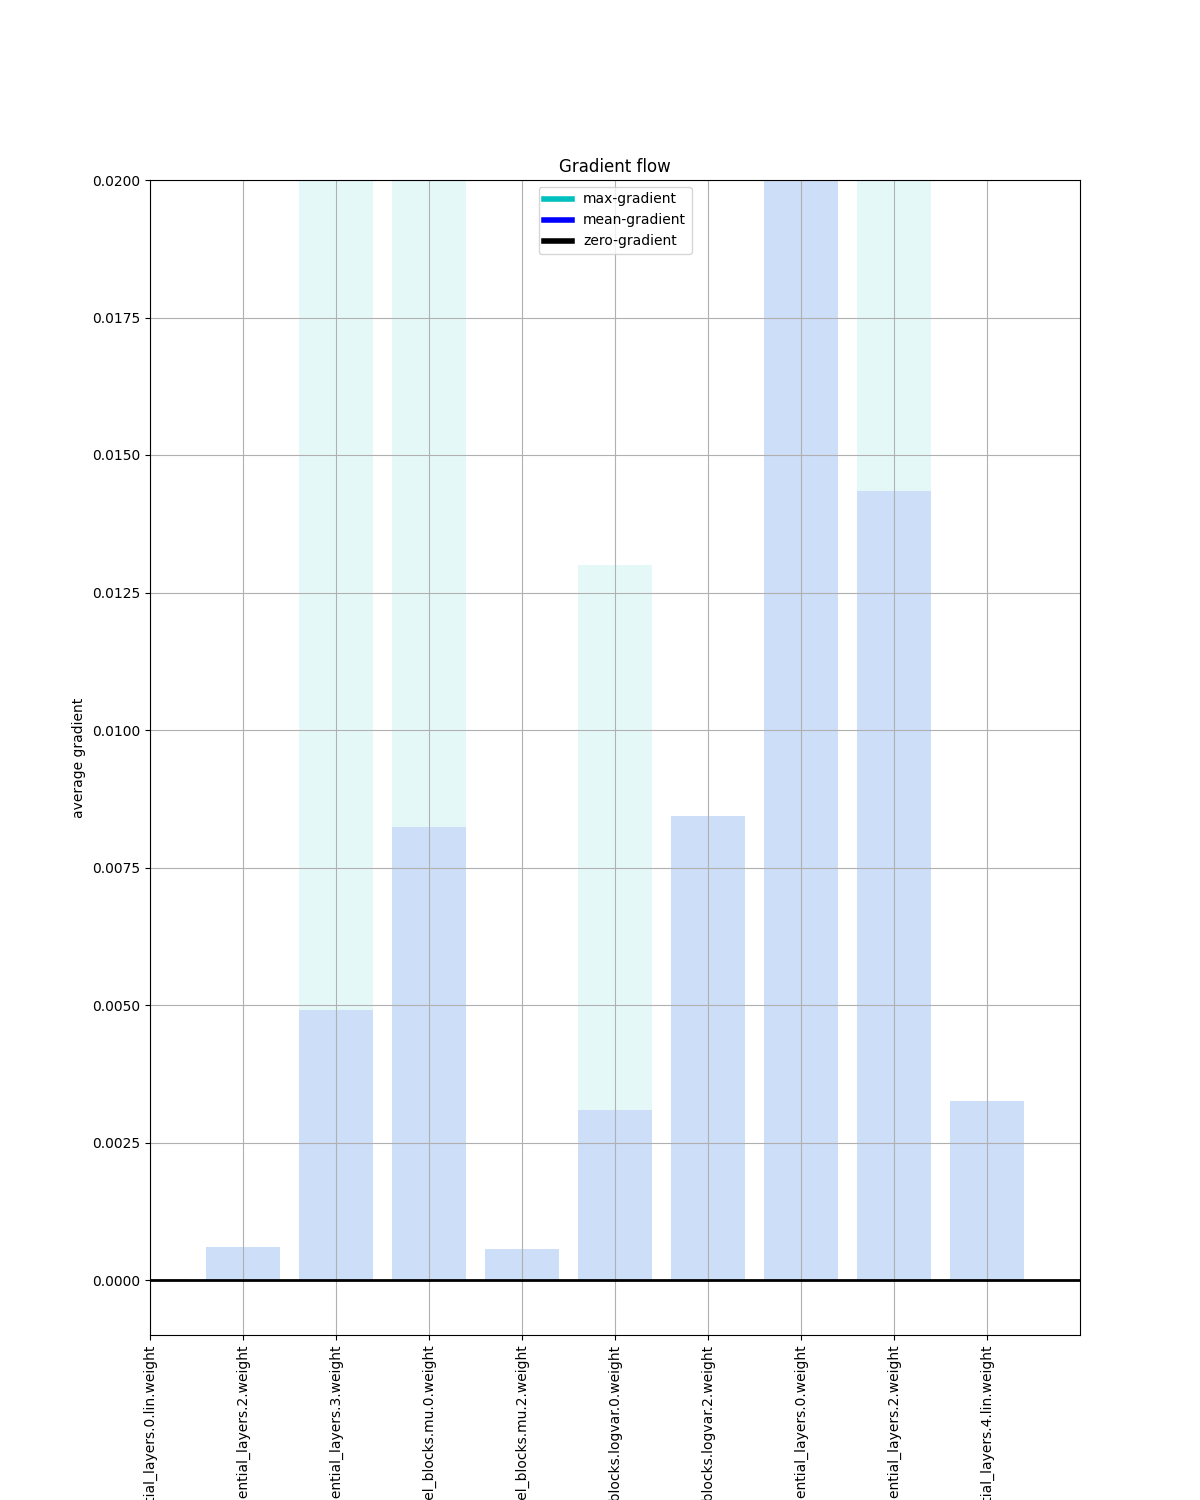 Gradient flow
max-gradient
mean-gradient
zero-gradient
0.0200
0.0175
0.0150
0.0125
0.0100
0.0075
0.0050
0.0025
0.0000
average gradient
tial_layers.0.lin.weight
ential_layers.2.weight
ential_layers.3.weight
el_blocks.mu.0.weight
el_blocks.mu.2.weight
blocks.logvar.0.weight
blocks.logvar.2.weight
ential_layers.0.weight
ential_layers.2.weight
tial_layers.4.lin.weight